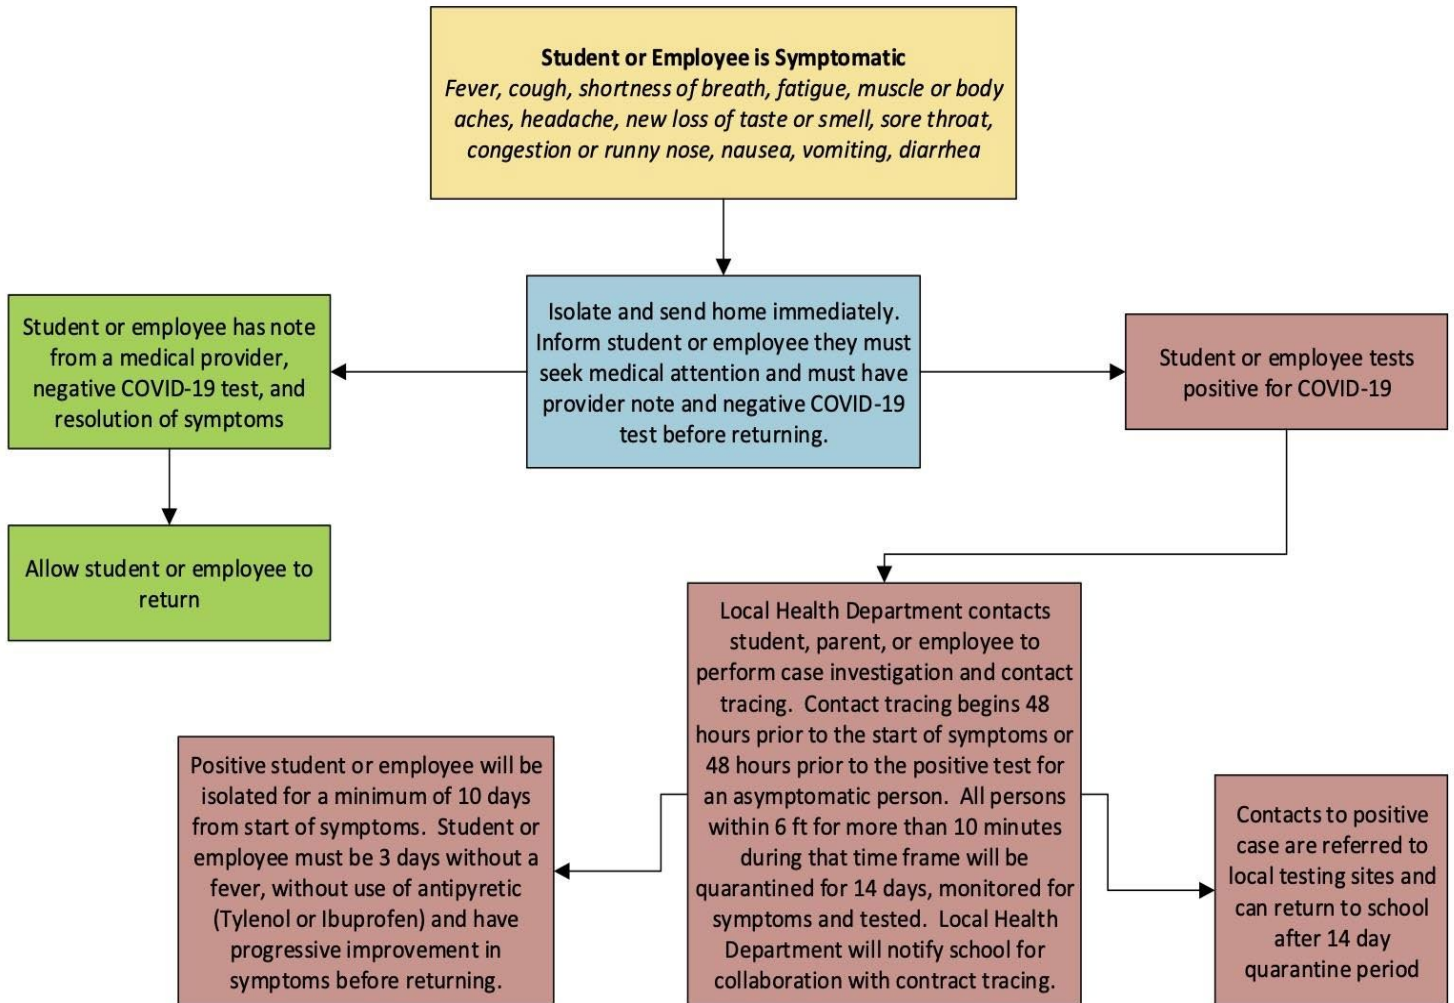 Student or Employee is Symptomatic
Fever, cough, shortness of breath, fatigue, muscle or body
aches, headache, new loss of taste or smell, sore throat,
congestion or runny nose, nausea, vomiting, diarrhea
Isolate and send home immediately.
Inform student or employee they must
seek medical attention and must have
provider note and negative COVID-19
test before returning.
Student or employee has note
from a medical provider,
negative COVID-19 test, and
resolution of symptoms
Allow student or employee to
return
Student or employee tests
positive for COVID-19
Local Health Department contacts
student, parent, or employee to
perform case investigation and contact
tracing. Contact tracing begins 48
hours prior to the start of symptoms or
48 hours prior to the positive test for
an asymptomatic person. All persons
within 6 ft for more than 10 minutes
during that time frame will be
quarantined for 14 days, monitored for
symptoms and tested. Local Health
Department will notify school for
collaboration with contract tracing.
Positive student or employee will be
isolated for a minimum of 10 days
from start of symptoms. Student or
employee must be 3 days without a
fever, without use of antipyretic
(Tylenol or Ibuprofen) and have
progressive improvement in
symptoms before returning.
Contacts to positive
case are referred to
local testing sites and
can return to school
after 14 day
quarantine period